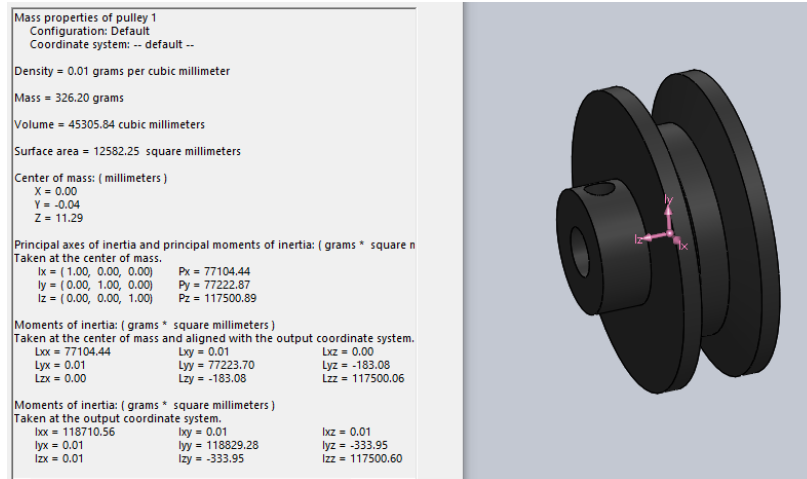 Mass properties of pulley 1
Configuration: Default
Coordinate system: -- default --
Density = 0.01 grams per cubic millimeter
Mass = 326.20 grams
Volume = 45305.84 cubic millimeters
Surface area = 12582.25 square millimeters
Center of mass: ( millimeters )
X = 0.00
Y = -0.04
Z = 11.29
Principal axes of inertia and principal moments of inertia: ( grams * square n
Taken at the center of mass.
Ix = ( 1.00, 0.00, 0.00) Px = 77104.44
Iy = ( 0.00, 1.00, 0.00) Py = 77222.87
Iz = ( 0.00, 0.00, 1.00) Pz = 117500.89
Moments of inertia: ( grams * square millimeters )
Taken at the center of mass and aligned with the output coordinate system.
Lxx = 77104.44 Lxy = 0.01 Lxz = 0.00
Lyx = 0.01 Lyy = 77223.70 Lyz = -183.08
Lzx = 0.00 Lzy = -183.08 Lzz = 117500.06
Moments of inertia: ( grams * square millimeters )
Taken at the output coordinate system.
Ixx = 118710.56 Ixy = 0.01 Ixz = 0.01
Iyx = 0.01 Iyy = 118829.28 Iyz = -333.95
Izx = 0.01 Izy = -333.95 Izz = 117500.60
Iy
Iz
Ix